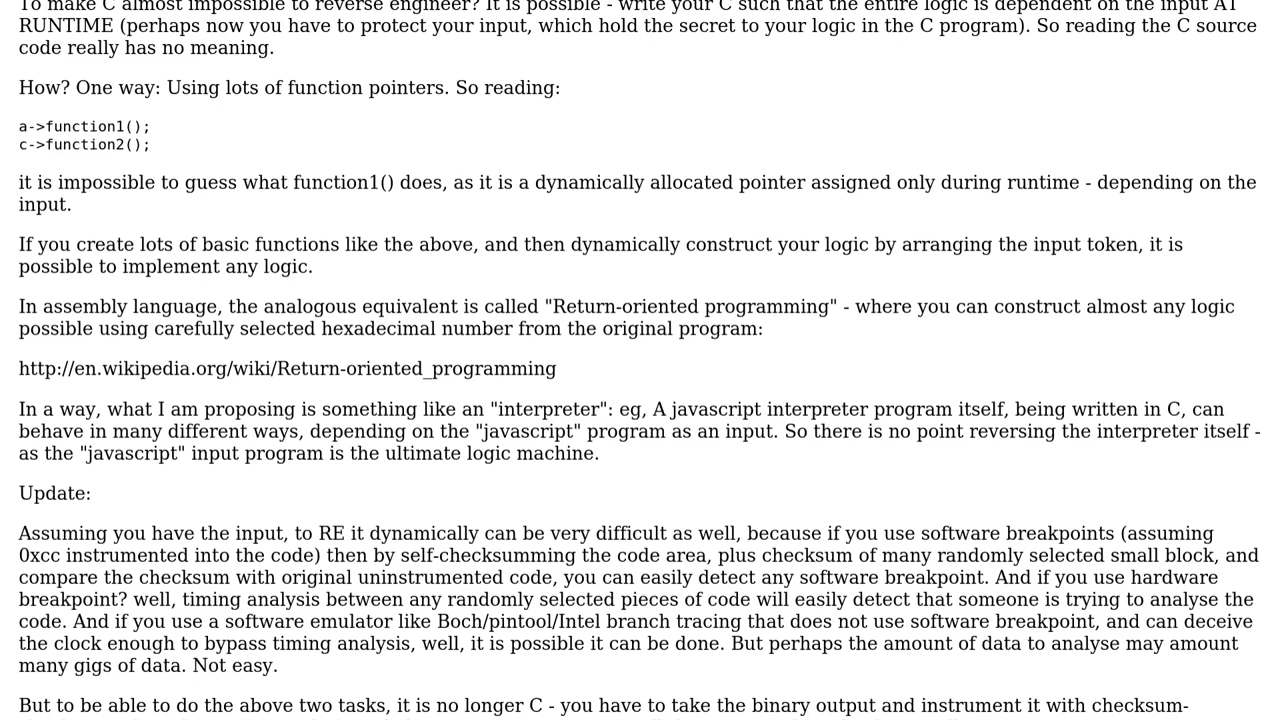 To make C almost impossible to reverse engineer? It is possible - write your C such that the entire logic is dependent on the input AT
RUNTIME (perhaps now you have to protect your input, which hold the secret to your logic in the C program). So reading the C source
code really has no meaning.
How? One way: Using lots of function pointers. So reading:
a->function1();
c->function2();
it is impossible to guess what function1() does, as it is a dynamically allocated pointer assigned only during runtime - depending on the
input.
If you create lots of basic functions like the above, and then dynamically construct your logic by arranging the input token, it is
possible to implement any logic.
In assembly language, the analogous equivalent is called "Return-oriented programming" - where you can construct almost any logic
possible using carefully selected hexadecimal number from the original program:
http://en.wikipedia.org/wiki/Return-oriented_programming
In a way, what I am proposing is something like an "interpreter": eg, A javascript interpreter program itself, being written in C, can
behave in many different ways, depending on the "javascript" program as an input. So there is no point reversing the interpreter itself -
as the "javascript" input program is the ultimate logic machine.
Update:
Assuming you have the input, to RE it dynamically can be very difficult as well, because if you use software breakpoints (assuming
0xcc instrumented into the code) then by self-checksumming the code area, plus checksum of many randomly selected small block, and
compare the checksum with original uninstrumented code, you can easily detect any software breakpoint. And if you use hardware
breakpoint? well, timing analysis between any randomly selected pieces of code will easily detect that someone is trying to analyse the
code. And if you use a software emulator like Boch/pintool/Intel branch tracing that does not use software breakpoint, and can deceive
the clock enough to bypass timing analysis, well, it is possible it can be done. But perhaps the amount of data to analyse may amount
many gigs of data. Not easy.
But to be able to do the above two tasks, it is no longer C - you have to take the binary output and instrument it with checksum-